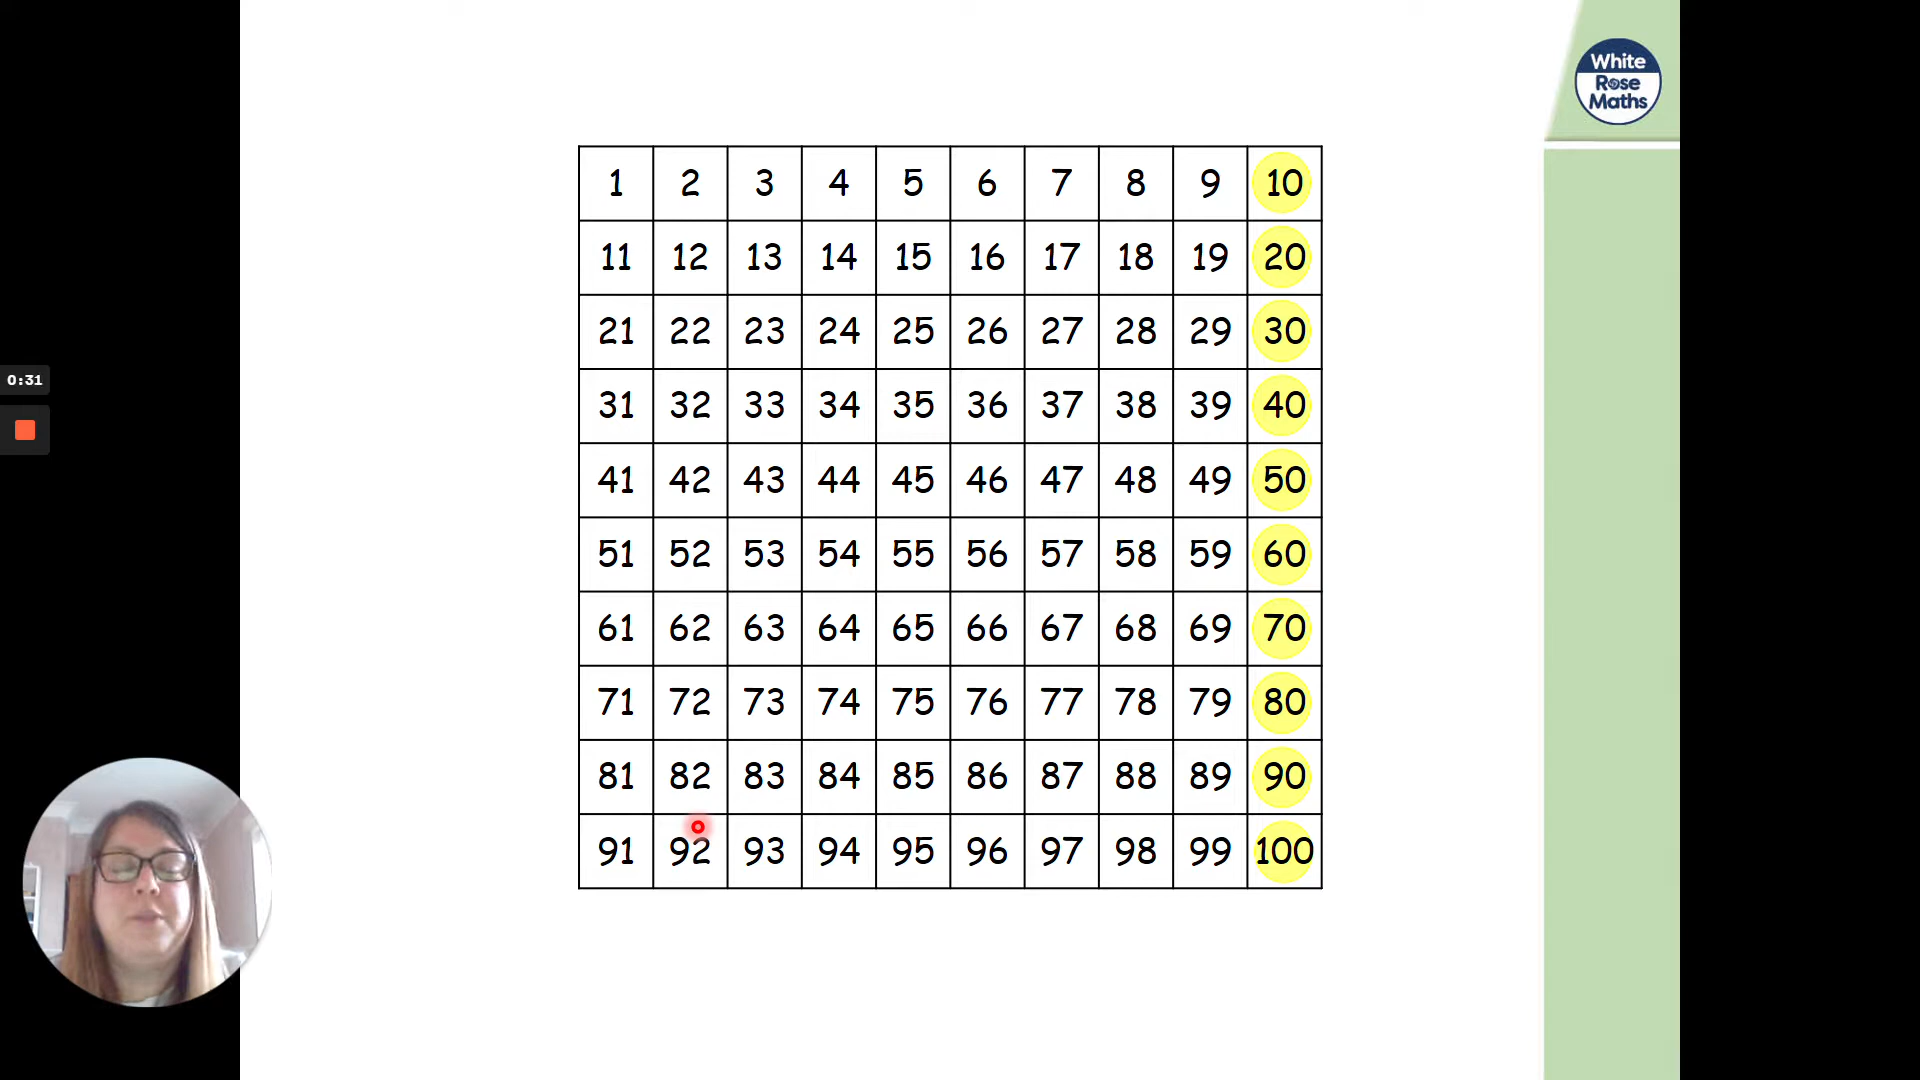 White
Rose
Maths
1 2 3 4 5 6 7 8 9 10
11 12 13 14 15 16 17 18 19 20
21 22 23 24 25 26 27 28 29 30
31 32 33 34 35 36 37 38 39 40
0:31
41 42 43 44 45 46 47 48 49 50
51 52 53 54 55 56 57 58 59 60
61 62 63 64 65 66 67 68 69 70
71 72 73 74 75 76 77 78 79 80
81 82 83 84 85 86 87 88 89 90
91 92 93 94 95 96 97 98 99 100